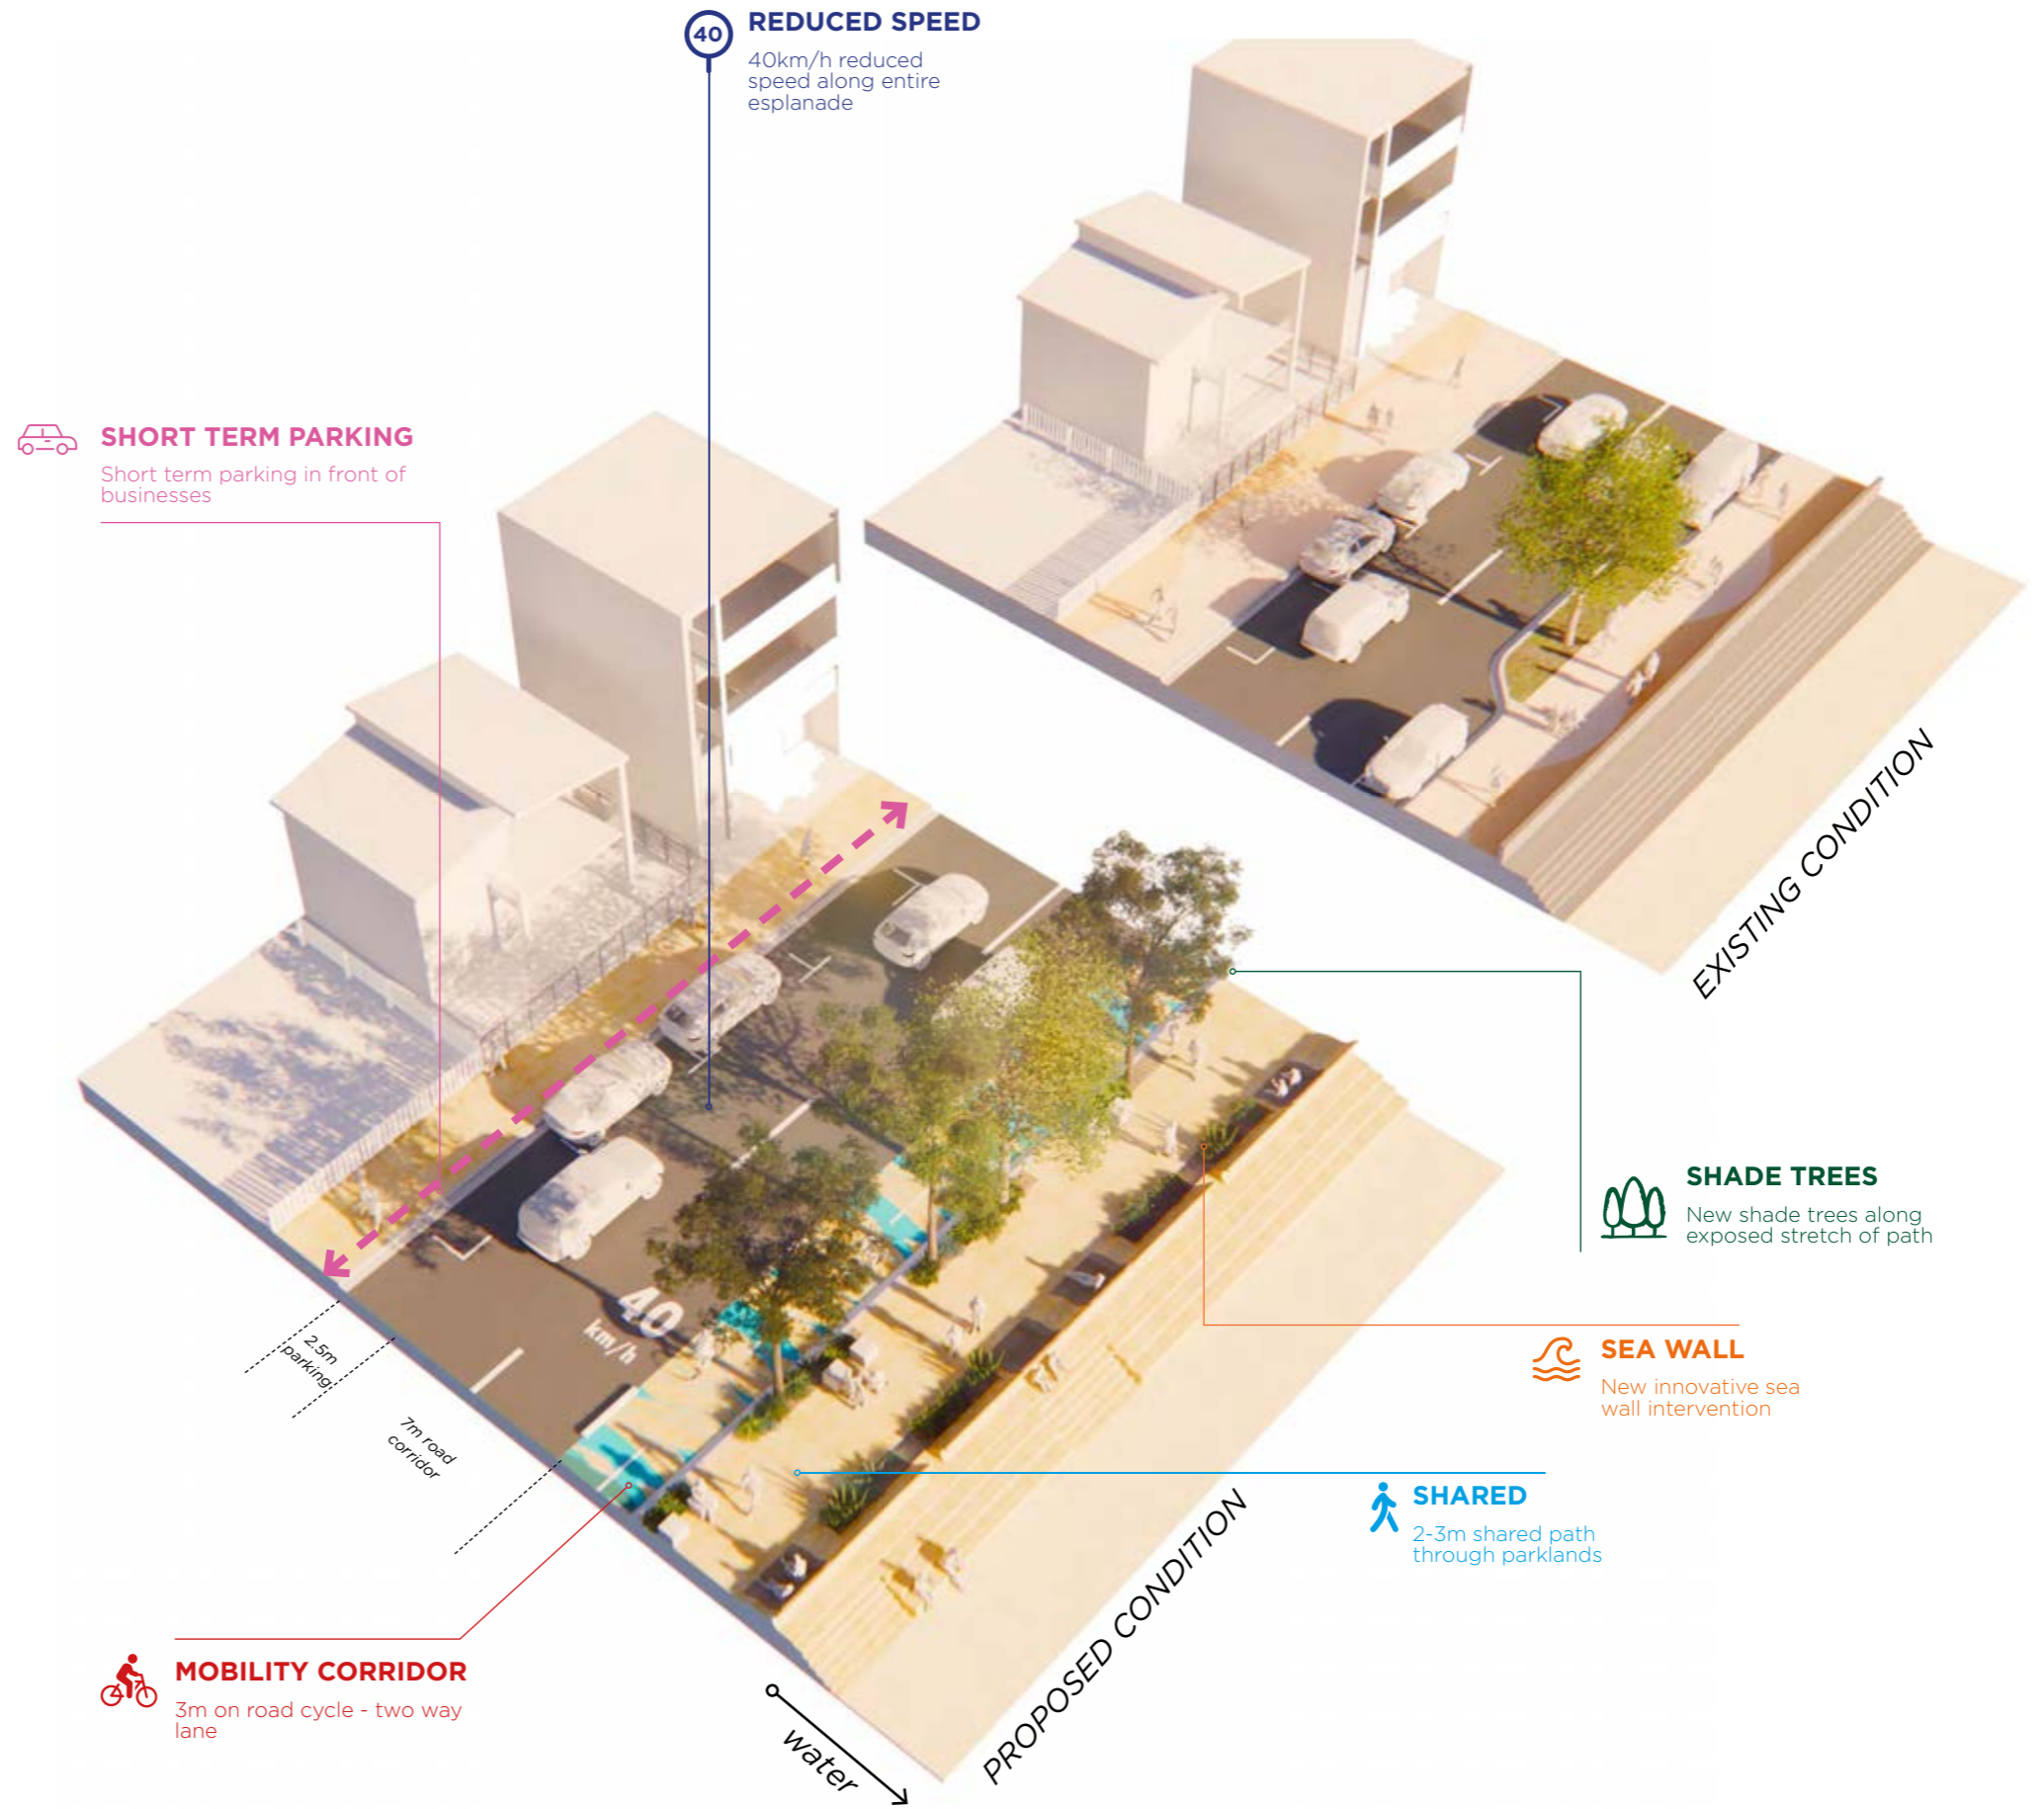 40
REDUCED SPEED
40km/h reduced
speed along entire
esplanade
SHORT TERM PARKING
Short term parking in front of
businesses
EXISTING CONDITION
SHADE TREES
New shade trees along
exposed stretch of path
40
km/h
2.5m
parking
7m road
corridor
SEA WALL
New innovative sea
wall intervention
SHARED
2-3m shared path
through parklands
MOBILITY CORRIDOR
3m on road cycle - two way
lane
PROPOSED CONDITION
water